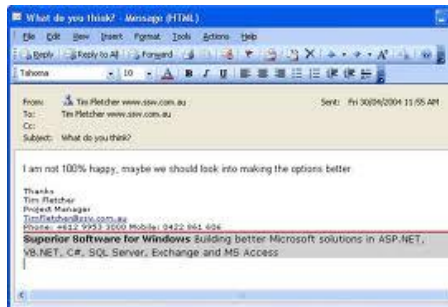 What do you think? - Message (HTML)
File Edit View Insert Format Tools Actions Help
Reply Reply to All Forward
Tahoma 10 A B I U
From: Tim Fletcher www.ssw.com.au Sent: Fri 30/04/2004 11:55 AM
To: Tim Fletcher www.ssw.com.au
Cc:
Subject: What do you think?
I am not 100% happy, maybe we should look into making the options better
Thanks
Tim Fletcher
Project Manager
TimFletcher@ssw.com.au
Phone: +612 9953 3000 Mobile: 0422 861 606
Superior Software for Windows Building better Microsoft solutions in ASP.NET,
VB.NET, C#, SQL Server, Exchange and MS Access